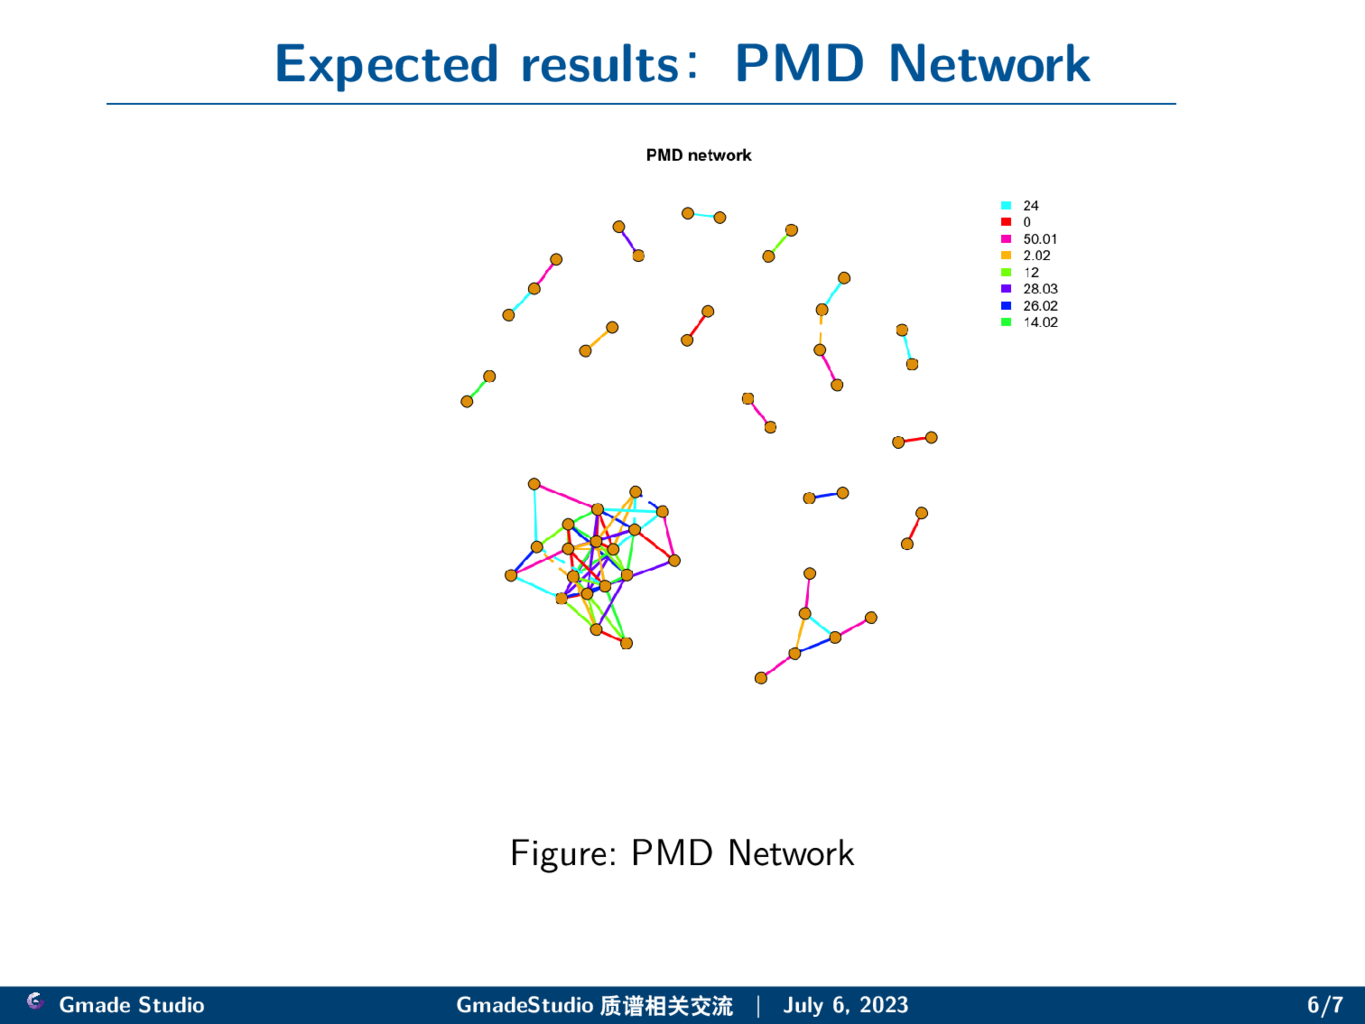 Expected results：PMD Network
PMD network
24
0
50.01
2.02
12
28.03
26.02
14.02
Figure: PMD Network
Gmade Studio
GmadeStudio 质谱相关交流 | July 6, 2023
6/7